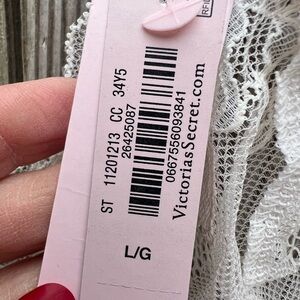 ST 11201213 CC 34Y5
26425087
0667556093841
VictoriasSecret.com
L/G